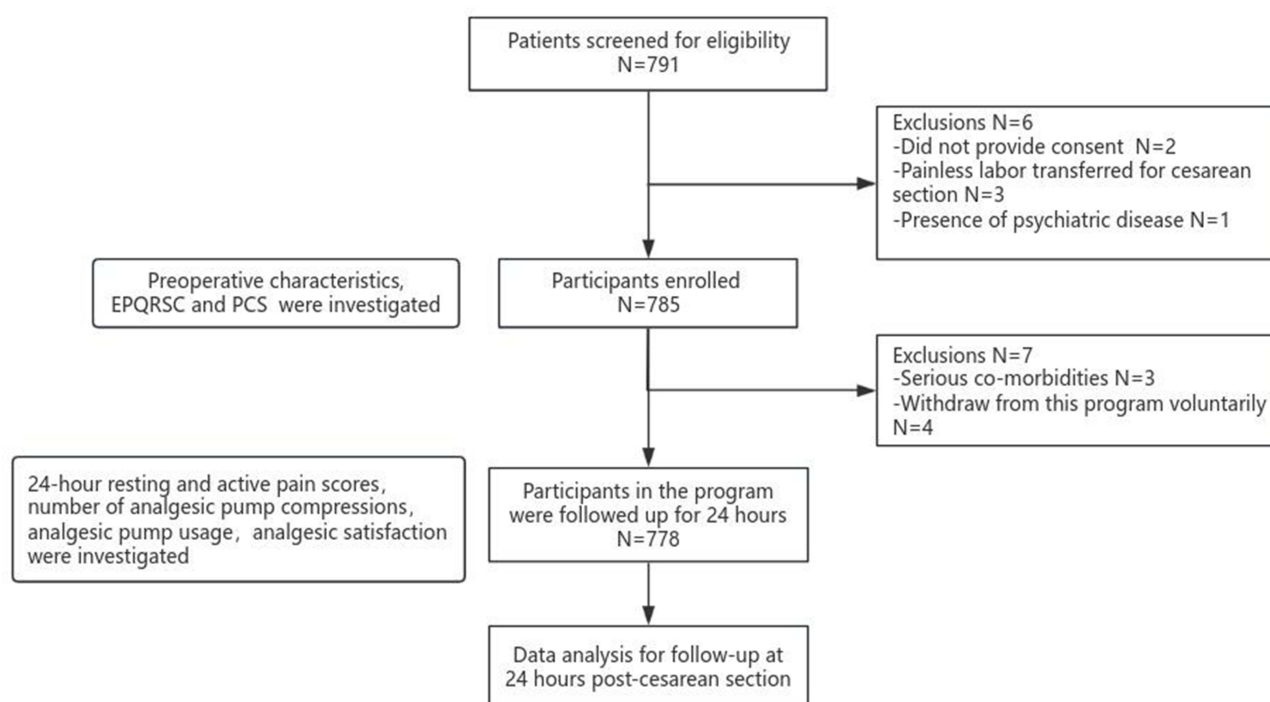 Patients screened for eligibility
N=791
Exclusions N=6
-Did not provide consent  N=2
-Painless labor transferred for cesarean
section N=3
-Presence of psychiatric disease N=1
Preoperative characteristics,
EPQRSC and PCS  were investigated
Participants enrolled
N=785
Exclusions N=7
-Serious co-morbidities N=3
-Withdraw from this program voluntarily
N=4
24-hour resting and active pain scores,
number of analgesic pump compressions,
analgesic pump usage,  analgesic satisfaction
were investigated
Participants in the program
were followed up for 24 hours
N=778
Data analysis for follow-up at
24 hours post-cesarean section